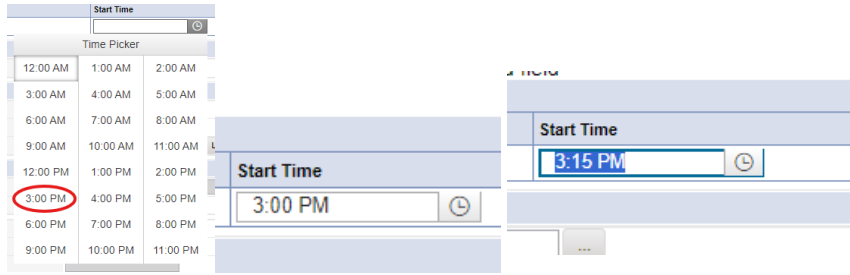 Start Time
Time Picker
12:00 AM 1:00 AM 2:00 AM
3:00 AM 4:00 AM 5:00 AM
6:00 AM 7:00 AM 8:00 AM
9:00 AM 10:00 AM 11:00 AM
12:00 PM 1:00 PM 2:00 PM
3:00 PM 4:00 PM 5:00 PM
6:00 PM 7:00 PM 8:00 PM
9:00 PM 10:00 PM 11:00 PM
Start Time
3:00 PM
field
Start Time
3:15 PM
...